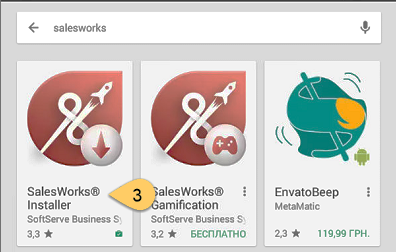 salesworks
SalesWorks®
Installer
SoftServe Business S
3,3
3
SalesWorks®
Gamification
SoftServe Business S
3,2 БЕСПЛАТНО
EnvatoBeep
MetaMatic
2,3 119,99 ГРН.